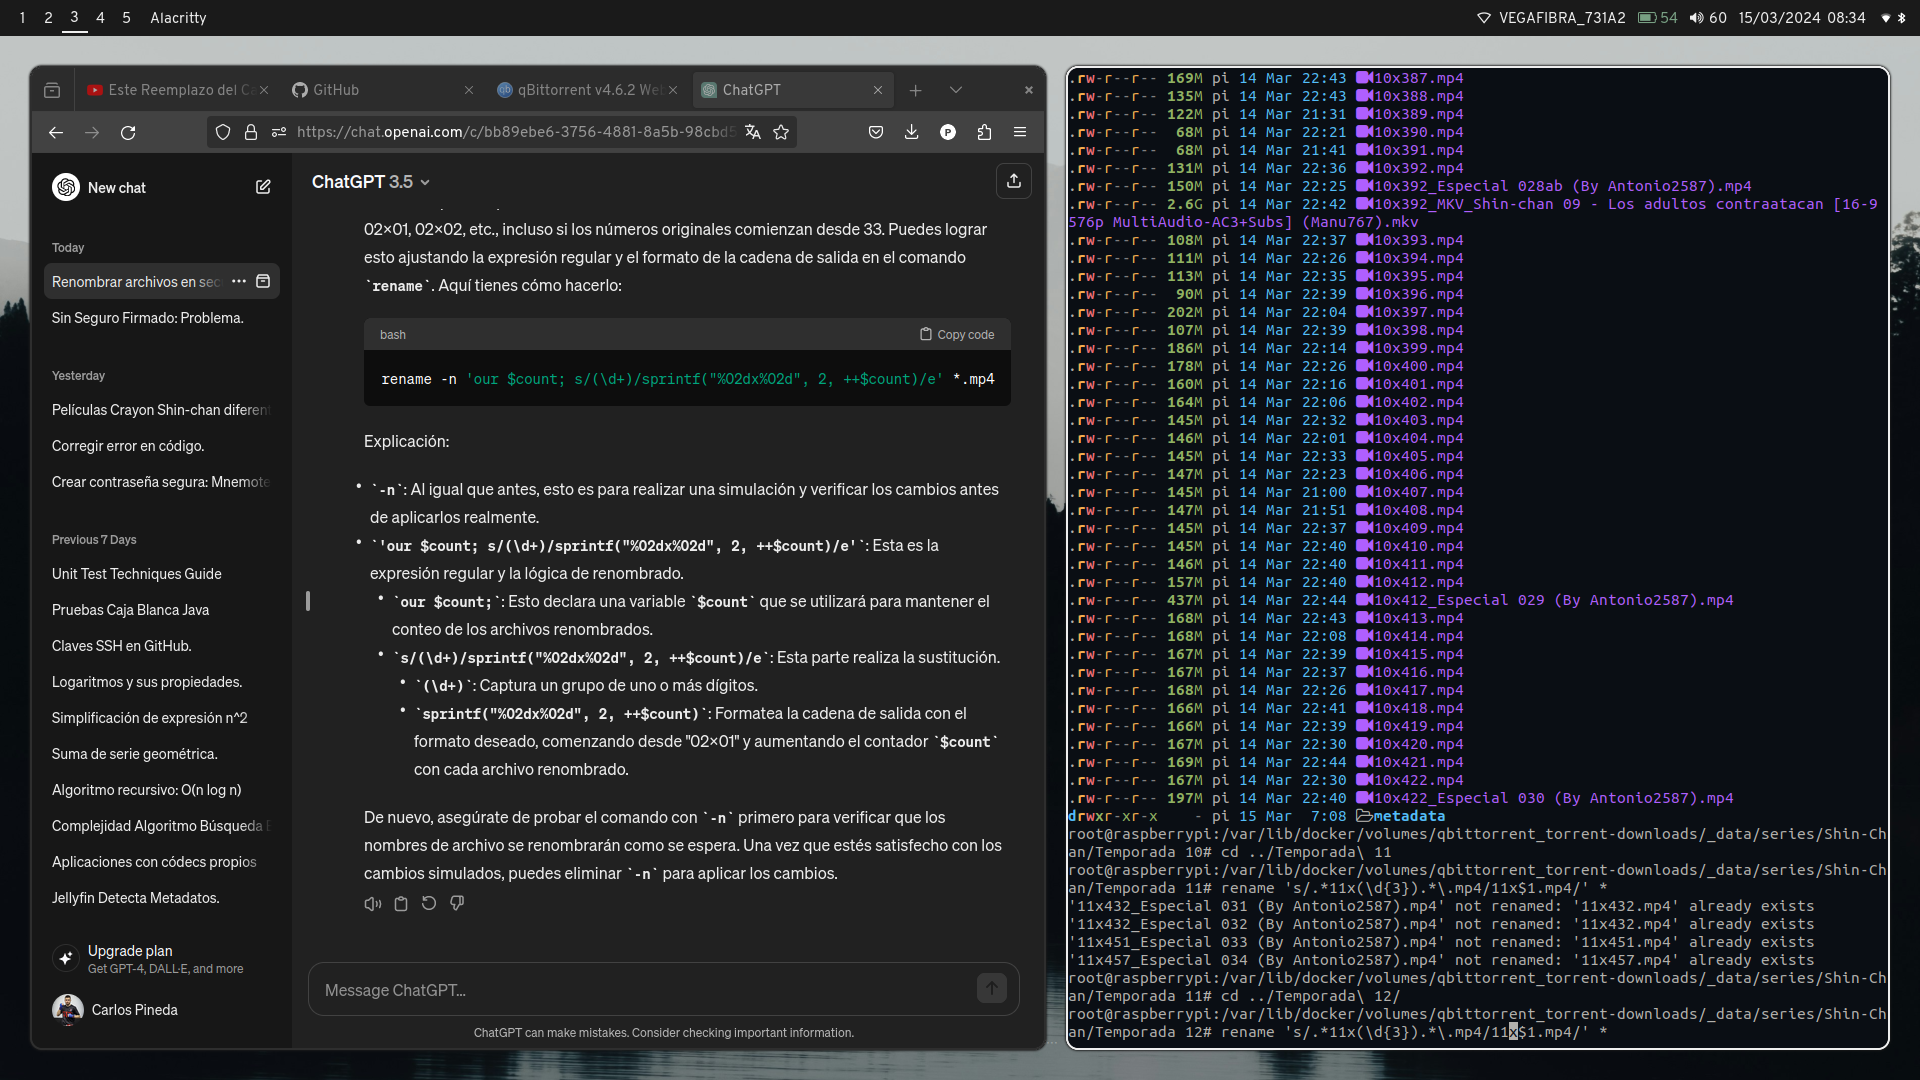 1 2 3 4 5 Alacritty
VEGAFIBRA_731A2 54 60 15/03/2024 08:34
Este Reemplazo del Ca
GitHub
qBittorrent v4.6.2 Web
ChatGPT
https://chat.openai.com/c/bb89ebe6-3756-4881-8a5b-98cbd5
New chat
Today
Renombrar archivos en sec
Sin Seguro Firmado: Problema.
Yesterday
Películas Crayon Shin-chan diferen
Corregir error en código.
Crear contraseña segura: Mnemote
Previous 7 Days
Unit Test Techniques Guide
Pruebas Caja Blanca Java
Claves SSH en GitHub.
Logaritmos y sus propiedades.
Simplificación de expresión n^2
Suma de serie geométrica.
Algoritmo recursivo: O(n log n)
Complejidad Algoritmo Búsqueda E
Aplicaciones con códecs propios
Jellyfin Detecta Metadatos.
Upgrade plan
Get GPT-4, DALL·E, and more
Carlos Pineda
ChatGPT 3.5
02×01, 02×02, etc., incluso si los números originales comienzan desde 33. Puedes lograr
esto ajustando la expresión regular y el formato de la cadena de salida en el comando
`rename`. Aquí tienes cómo hacerlo:
bash
Copy code
rename -n 'our $count; s/(\d+)/sprintf("%02dx%02d", 2, ++$count)/e' *.mp4
Explicación:
• `-n`: Al igual que antes, esto es para realizar una simulación y verificar los cambios antes
de aplicarlos realmente.
• `'our $count; s/(\d+)/sprintf("%02dx%02d", 2, ++$count)/e'`: Esta es la
expresión regular y la lógica de renombrado.
• `our $count;`: Esto declara una variable `$count` que se utilizará para mantener el
conteo de los archivos renombrados.
• `s/(\d+)/sprintf("%02dx%02d", 2, ++$count)/e`: Esta parte realiza la sustitución.
• `(\d+)`: Captura un grupo de uno o más dígitos.
• `sprintf("%02dx%02d", 2, ++$count)`: Formatea la cadena de salida con el
formato deseado, comenzando desde "02×01" y aumentando el contador `$count`
con cada archivo renombrado.
De nuevo, asegúrate de probar el comando con `-n` primero para verificar que los
nombres de archivo se renombrarán como se espera. Una vez que estés satisfecho con los
cambios simulados, puedes eliminar `-n` para aplicar los cambios.
Message ChatGPT...
ChatGPT can make mistakes. Consider checking important information.
.rw-r--r-- 169M pi 14 Mar 22:43 10x387.mp4
.rw-r--r-- 135M pi 14 Mar 22:43 10x388.mp4
.rw-r--r-- 122M pi 14 Mar 21:31 10x389.mp4
.rw-r--r-- 68M pi 14 Mar 22:21 10x390.mp4
.rw-r--r-- 68M pi 14 Mar 21:41 10x391.mp4
.rw-r--r-- 131M pi 14 Mar 22:36 10x392.mp4
.rw-r--r-- 150M pi 14 Mar 22:25 10x392_Especial 028ab (By Antonio2587).mp4
.rw-r--r-- 2.6G pi 14 Mar 22:42 10x392_MKV_Shin-chan 09 - Los adultos contraatacan [16-9
576p MultiAudio-AC3+Subs] (Manu767).mkv
.rw-r--r-- 108M pi 14 Mar 22:37 10x393.mp4
.rw-r--r-- 111M pi 14 Mar 22:26 10x394.mp4
.rw-r--r-- 113M pi 14 Mar 22:35 10x395.mp4
.rw-r--r-- 90M pi 14 Mar 22:39 10x396.mp4
.rw-r--r-- 202M pi 14 Mar 22:04 10x397.mp4
.rw-r--r-- 107M pi 14 Mar 22:39 10x398.mp4
.rw-r--r-- 186M pi 14 Mar 22:14 10x399.mp4
.rw-r--r-- 178M pi 14 Mar 22:26 10x400.mp4
.rw-r--r-- 160M pi 14 Mar 22:16 10x401.mp4
.rw-r--r-- 164M pi 14 Mar 22:06 10x402.mp4
.rw-r--r-- 145M pi 14 Mar 22:32 10x403.mp4
.rw-r--r-- 146M pi 14 Mar 22:01 10x404.mp4
.rw-r--r-- 145M pi 14 Mar 22:33 10x405.mp4
.rw-r--r-- 147M pi 14 Mar 22:23 10x406.mp4
.rw-r--r-- 145M pi 14 Mar 21:00 10x407.mp4
.rw-r--r-- 147M pi 14 Mar 21:51 10x408.mp4
.rw-r--r-- 145M pi 14 Mar 22:37 10x409.mp4
.rw-r--r-- 145M pi 14 Mar 22:40 10x410.mp4
.rw-r--r-- 146M pi 14 Mar 22:40 10x411.mp4
.rw-r--r-- 157M pi 14 Mar 22:40 10x412.mp4
.rw-r--r-- 437M pi 14 Mar 22:44 10x412_Especial 029 (By Antonio2587).mp4
.rw-r--r-- 168M pi 14 Mar 22:43 10x413.mp4
.rw-r--r-- 168M pi 14 Mar 22:08 10x414.mp4
.rw-r--r-- 167M pi 14 Mar 22:39 10x415.mp4
.rw-r--r-- 167M pi 14 Mar 22:37 10x416.mp4
.rw-r--r-- 168M pi 14 Mar 22:26 10x417.mp4
.rw-r--r-- 166M pi 14 Mar 22:41 10x418.mp4
.rw-r--r-- 166M pi 14 Mar 22:39 10x419.mp4
.rw-r--r-- 167M pi 14 Mar 22:30 10x420.mp4
.rw-r--r-- 169M pi 14 Mar 22:44 10x421.mp4
.rw-r--r-- 167M pi 14 Mar 22:30 10x422.mp4
.rw-r--r-- 197M pi 14 Mar 22:40 10x422_Especial 030 (By Antonio2587).mp4
drwxr-xr-x - pi 15 Mar 7:08 metadata
root@raspberrypi:/var/lib/docker/volumes/qbittorrent_torrent-downloads/_data/series/Shin-Ch
an/Temporada 10# cd ../Temporada\ 11
root@raspberrypi:/var/lib/docker/volumes/qbittorrent_torrent-downloads/_data/series/Shin-Ch
an/Temporada 11# rename 's/.*11x(\d{3}).*\.mp4/11x$1.mp4/' *
'11x432_Especial 031 (By Antonio2587).mp4' not renamed: '11x432.mp4' already exists
'11x432_Especial 032 (By Antonio2587).mp4' not renamed: '11x432.mp4' already exists
'11x451_Especial 033 (By Antonio2587).mp4' not renamed: '11x451.mp4' already exists
'11x457_Especial 034 (By Antonio2587).mp4' not renamed: '11x457.mp4' already exists
root@raspberrypi:/var/lib/docker/volumes/qbittorrent_torrent-downloads/_data/series/Shin-Ch
an/Temporada 11# cd ../Temporada\ 12/
root@raspberrypi:/var/lib/docker/volumes/qbittorrent_torrent-downloads/_data/series/Shin-Ch
an/Temporada 12# rename 's/.*11x(\d{3}).*\.mp4/11x$1.mp4/' *